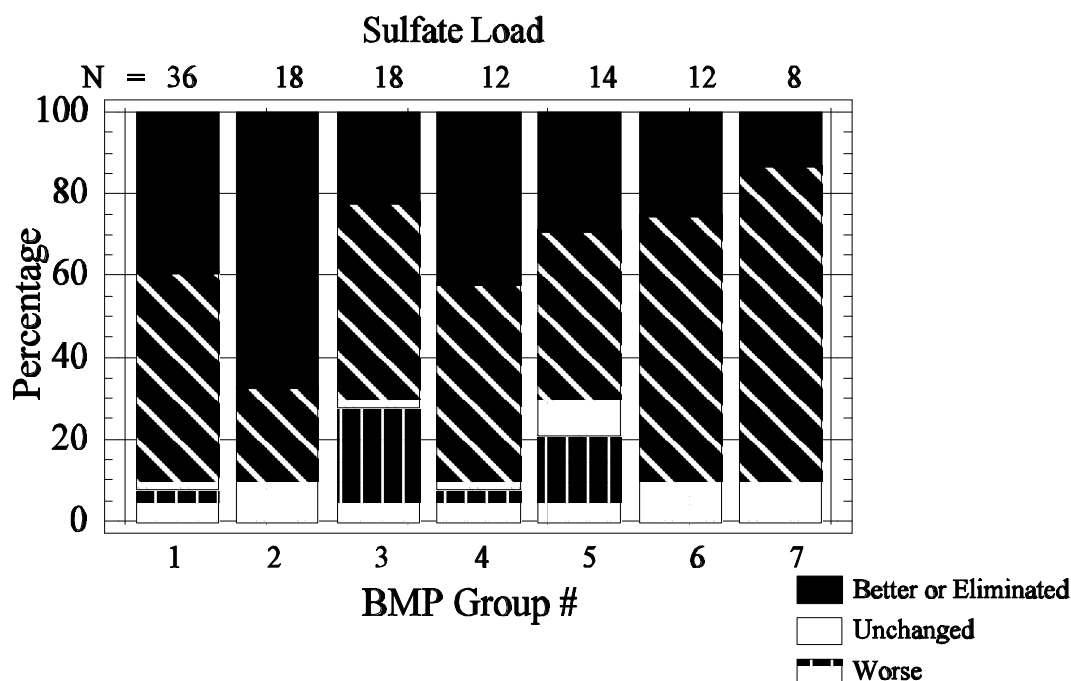 Sulfate Load
N = 36 18 18 12 14 12 8
100
80
60
40
20
0
Percentage
1 2 3 4 5 6 7
BMP Group #
Better or Eliminated
Unchanged
Worse